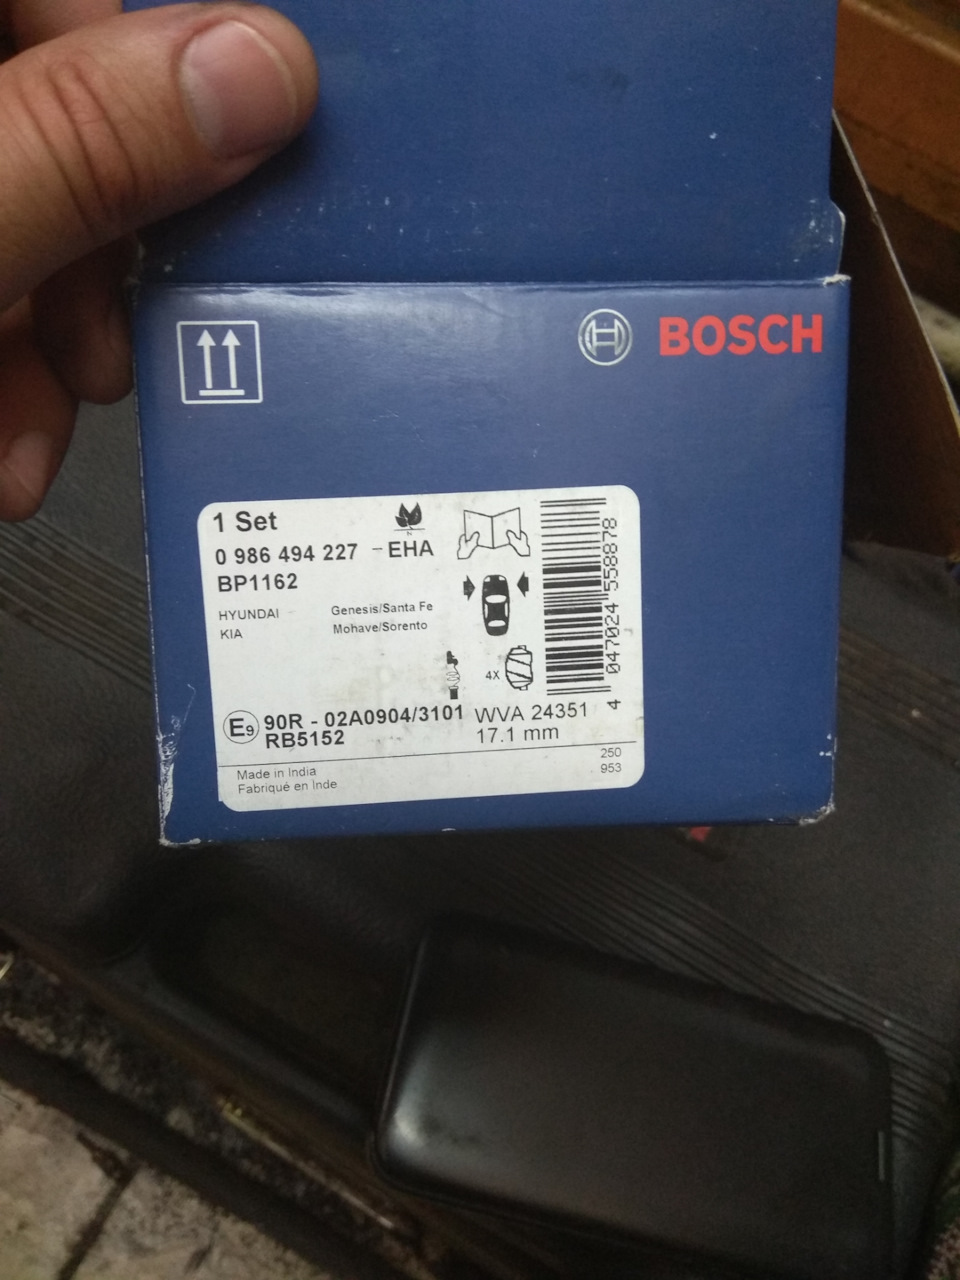 BOSCH
1 Set
0 986 494 227 - EHA
BP1162
HYUNDAI Genesis/Santa Fe
KIA Mohave/Sorento
4X
4 047024 558878
E9 90R - 02A0904/3101 WVA 24351
RB5152 17.1 mm
250
Made in India 953
Fabriqué en Inde